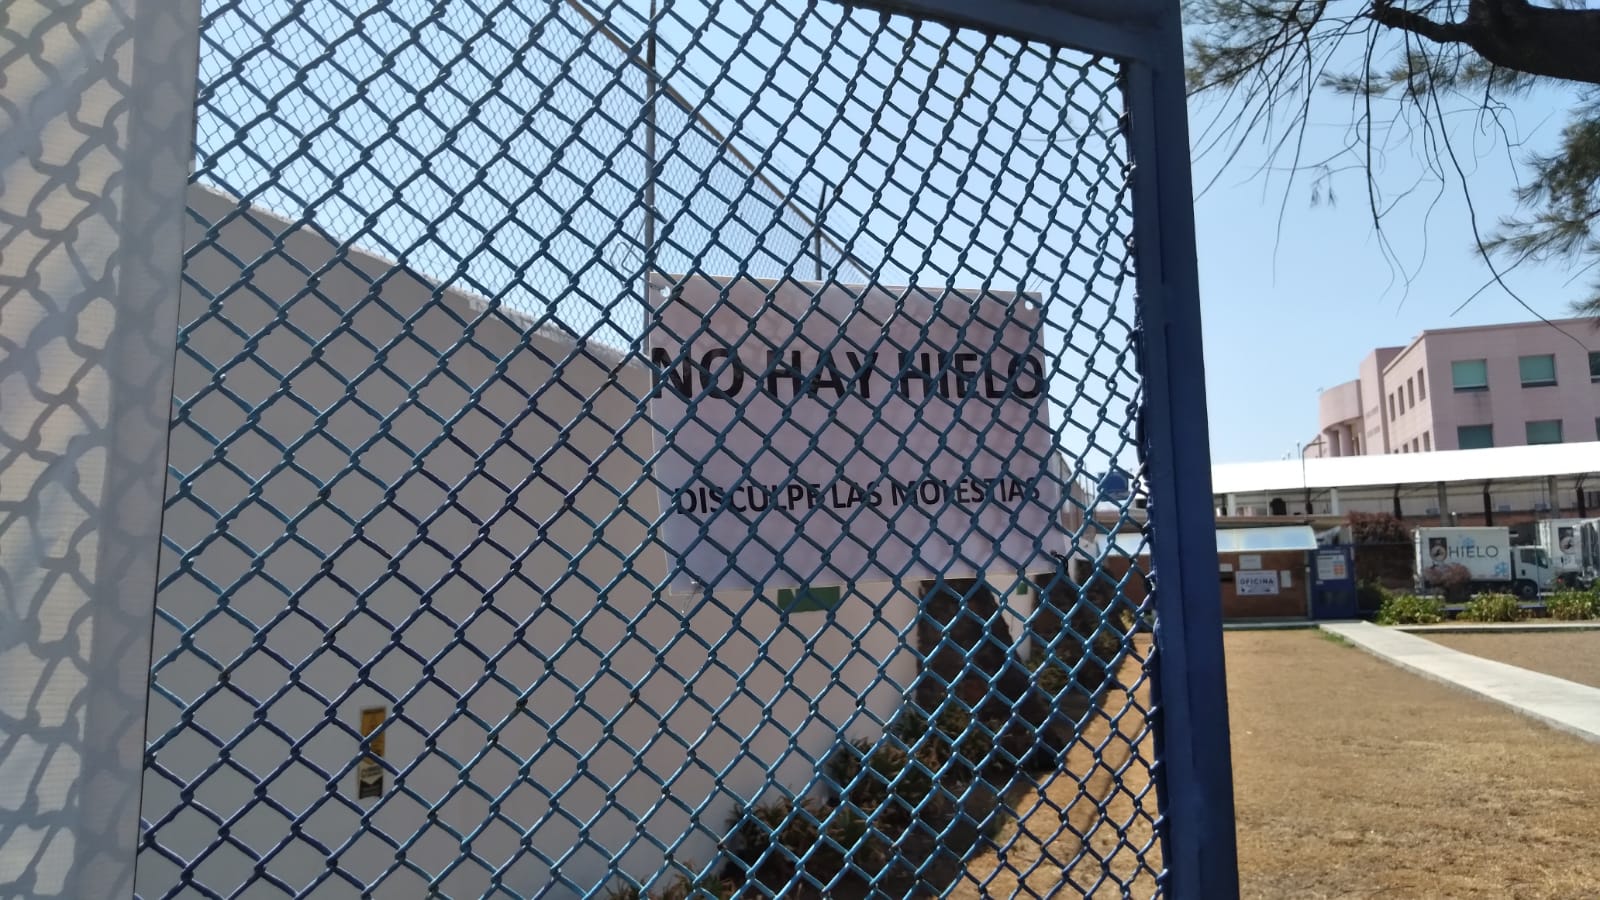 NO HAY HIELO
DISCULPE LAS MOLESTIAS
OFICINA
HIELO